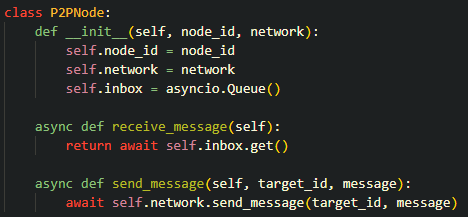 class P2PNode:
    def __init__(self, node_id, network):
        self.node_id = node_id
        self.network = network
        self.inbox = asyncio.Queue()

    async def receive_message(self):
        return await self.inbox.get()

    async def send_message(self, target_id, message):
        await self.network.send_message(target_id, message)